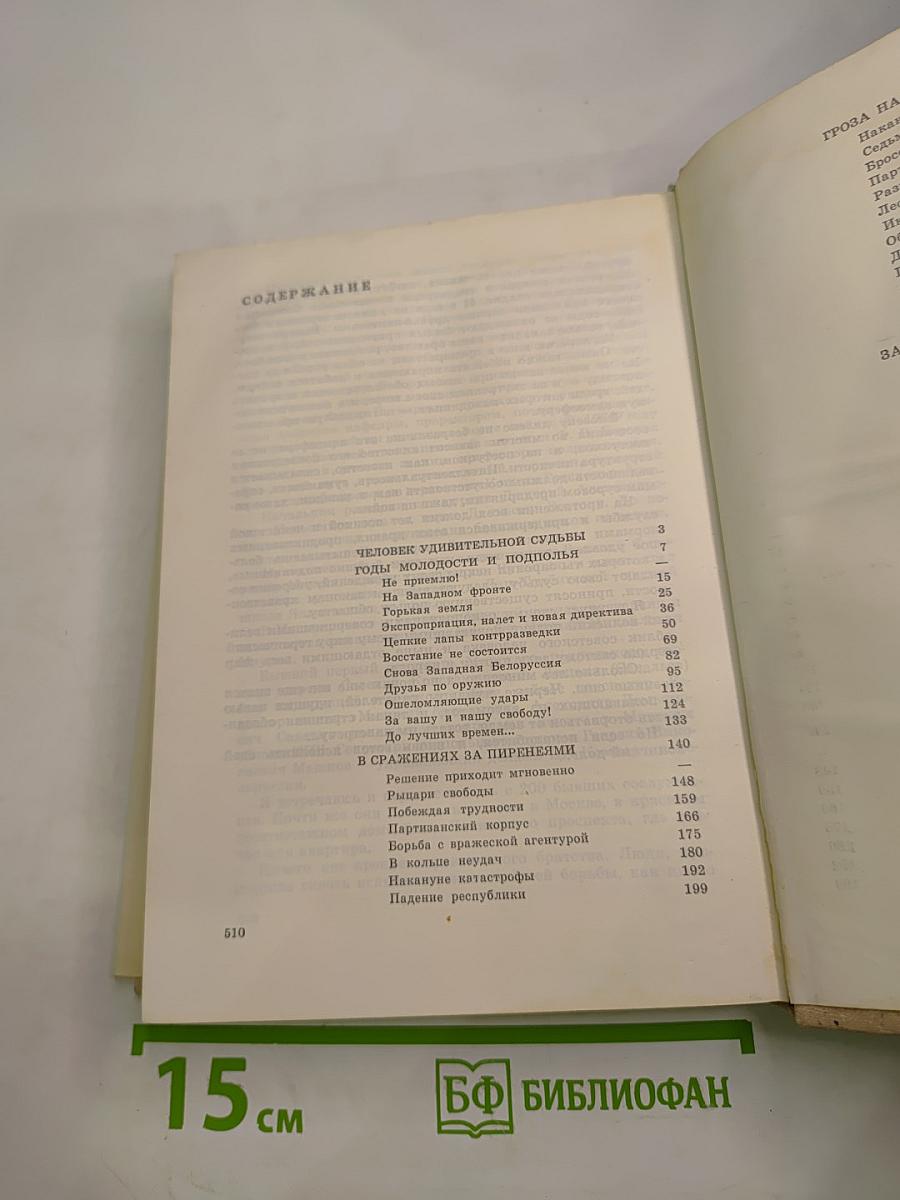 СОДЕРЖАНИЕ
ЧЕЛОВЕК УДИВИТЕЛЬНОЙ СУДЬБЫ 3
ГОДЫ МОЛОДОСТИ И ПОДПОЛЬЯ 7
Не приемлю! —
На Западном фронте 15
Горькая земля 25
Экспроприация, налет и новая директива 36
Цепкие лапы контрразведки 50
Восстание не состоится 69
Снова Западная Белоруссия 82
Друзья по оружию 95
Ошеломляющие удары 112
За вашу и нашу свободу! 124
До лучших времен... 133
В СРАЖЕНИЯХ ЗА ПИРЕНЕЯМИ 140
Решение приходит мгновенно —
Рыцари свободы 148
Побеждая трудности 159
Партизанский корпус 166
Борьба с вражеской агентурой 175
В кольце неудач 180
Накануне катастрофы 192
Падение республики 199
510
ГРОЗА НА
15 см
БФ БИБЛИОФАН